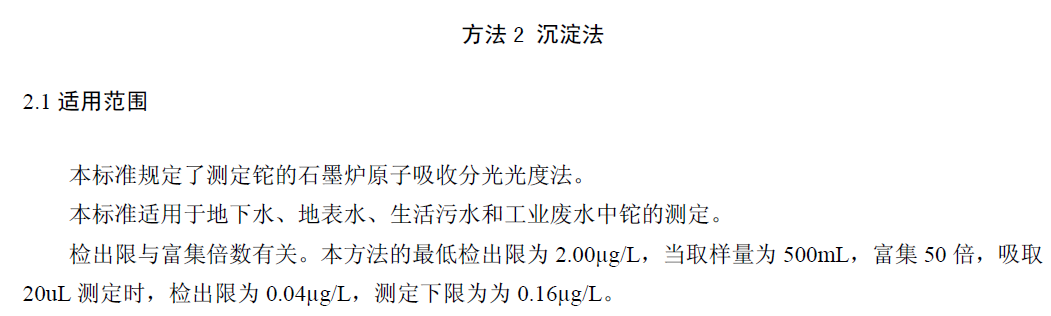 方法 2  沉淀法
2.1 适用范围
本标准规定了测定铊的石墨炉原子吸收分光光度法。
本标准适用于地下水、地表水、生活污水和工业废水中铊的测定。
检出限与富集倍数有关。本方法的最低检出限为 2.00μg/L，当取样量为 500mL，富集 50 倍，吸取
20uL 测定时，检出限为 0.04μg/L，测定下限为为 0.16μg/L。